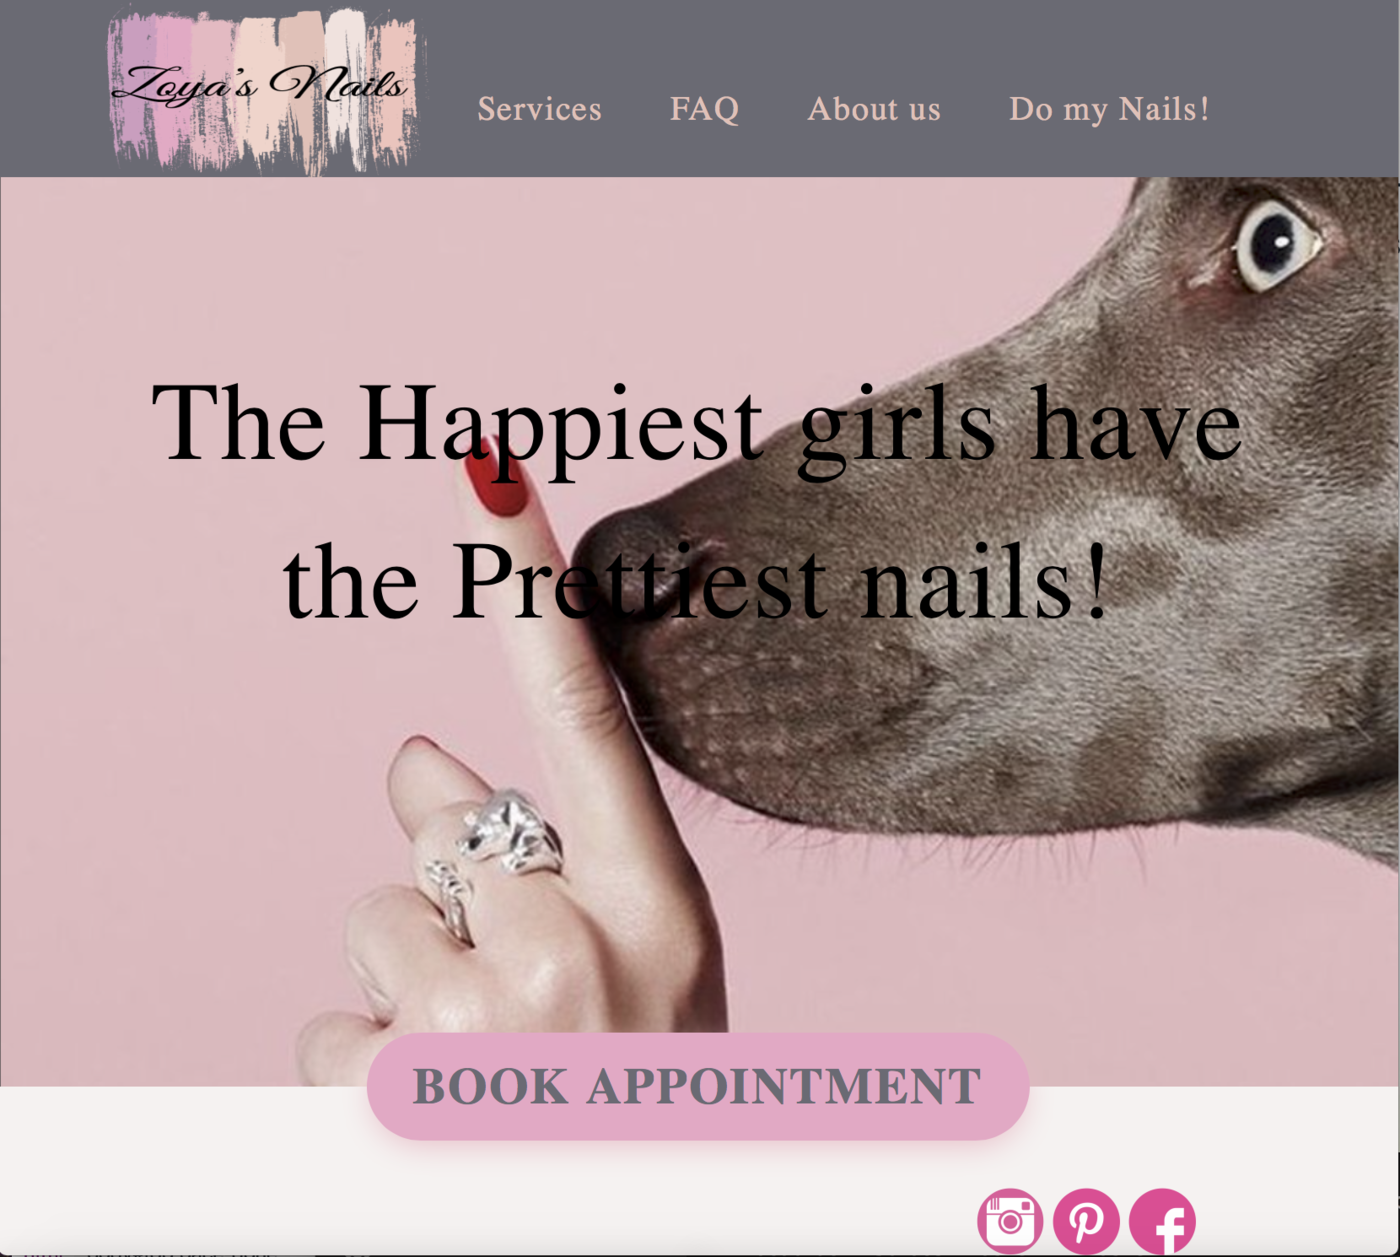 Zoya's Nails
Services FAQ About us Do my Nails!
The Happiest girls have
the Prettiest nails!
BOOK APPOINTMENT